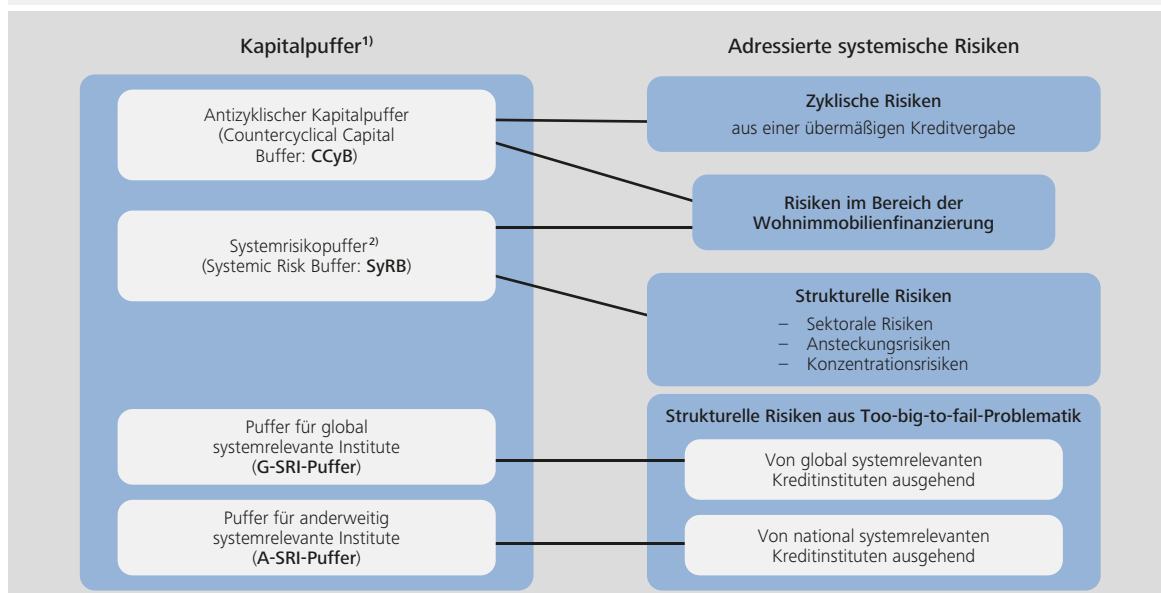 Kapitalpuffer1)
Antizyklischer Kapitalpuffer
(Countercyclical Capital
Buffer: CCyB)
Systemrisikopuffer2)
(Systemic Risk Buffer: SyRB)
Puffer für global
systemrelevante Institute
(G-SRI-Puffer)
Puffer für anderweitig
systemrelevante Institute
(A-SRI-Puffer)
Adressierte systemische Risiken
Zyklische Risiken
aus einer übermäßigen Kreditvergabe
Risiken im Bereich der
Wohnimmobilienfinanzierung
Strukturelle Risiken
– Sektorale Risiken
– Ansteckungsrisiken
– Konzentrationsrisiken
Strukturelle Risiken aus Too-big-to-fail-Problematik
Von global systemrelevanten
Kreditinstituten ausgehend
Von national systemrelevanten
Kreditinstituten ausgehend